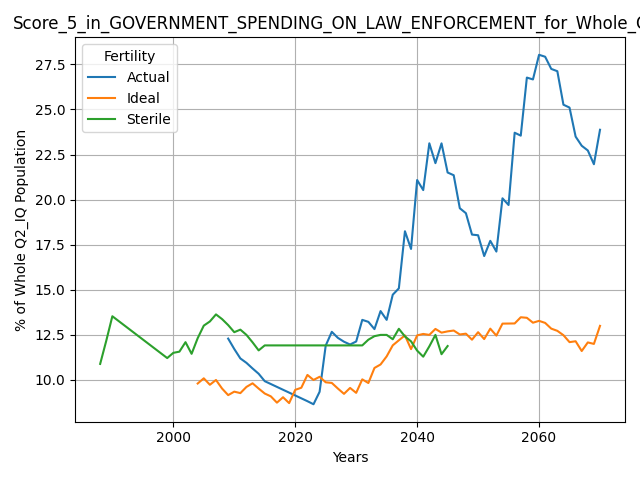 Score_5_in_GOVERNMENT_SPENDING_ON_LAW_ENFORCEMENT_for_Whole_
Fertility
Actual
Ideal
Sterile
% of Whole Q2_IQ Population
27.5
25.0
22.5
20.0
17.5
15.0
12.5
10.0
2000
2020
2040
2060
Years